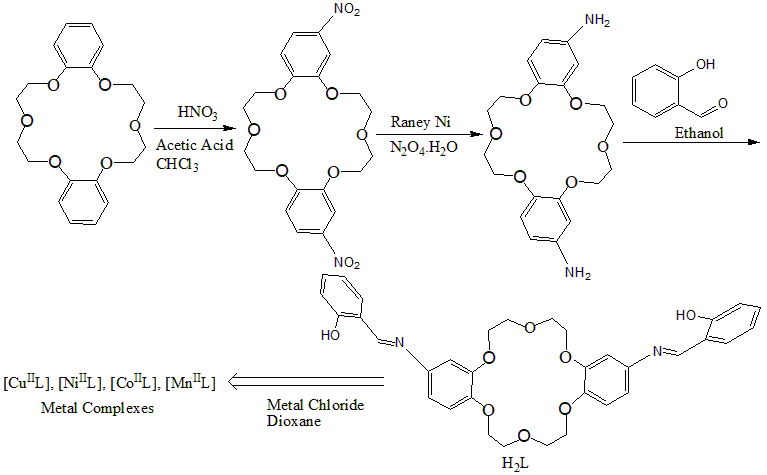 NO₂
NH₂
O
O
O
O
O
O
HNO₃
Acetic Acid
CHCl₃
O
O
O
O
O
O
NO₂
Raney Ni
N₂O₄.H₂O
O
O
O
O
O
O
NH₂
OH
O
Ethanol
HO
N
O
O
O
O
O
O
N
HO
H₂L
Metal Chloride
Dioxane
[CuᴵᴵL], [NiᴵᴵL], [CoᴵᴵL], [MnᴵᴵL]
Metal Complexes